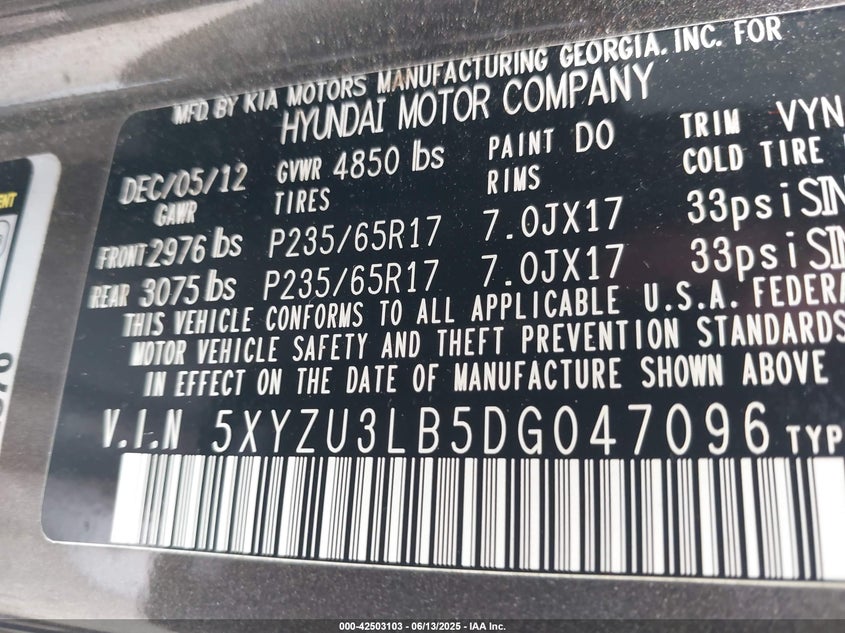 MFD. BY KIA MOTORS MANUFACTURING GEORGIA. INC. FOR
HYUNDAI MOTOR COMPANY
DEC/05/12 GVWR 4850 lbs PAINT DO TRIM VYN
GAWR TIRES RIMS COLD TIRE
FRONT 2976 lbs P235/65R17 7.0JX17 33psi SIN
REAR 3075 lbs P235/65R17 7.0JX17 33psi SIN
THIS VEHICLE CONFORMS TO ALL APPLICABLE U.S.A. FEDERA
MOTOR VEHICLE SAFETY AND THEFT PREVENTION STANDARDS
IN EFFECT ON THE DATE OF MANUFACTURE SHOWN ABOVE
V.I.N 5XYZU3LB5DG047096 TYP
000-42503103 - 06/13/2025 - IAA Inc.